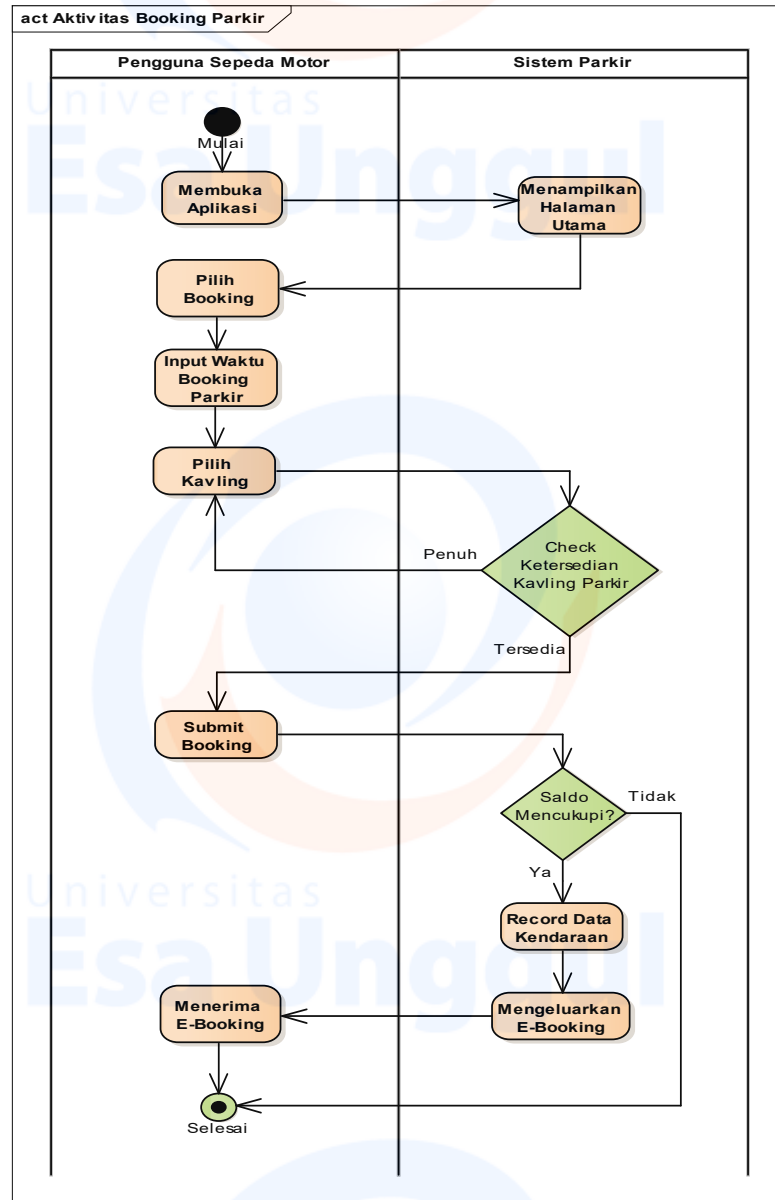 act Aktivitas Booking Parkir
Pengguna Sepeda Motor
Sistem Parkir
Universitas
Esa Unggul
Mulai
Membuka
Aplikasi
Menampilkan
Halaman
Utama
Pilih
Booking
Input Waktu
Booking
Parkir
Pilih
Kavling
Check
Ketersedian
Kavling Parkir
Penuh
Tersedia
Submit
Booking
Saldo
Mencukupi?
Tidak
Ya
Universitas
Esa Unggul
Record Data
Kendaraan
Mengeluarkan
E-Booking
Menerima
E-Booking
Selesai